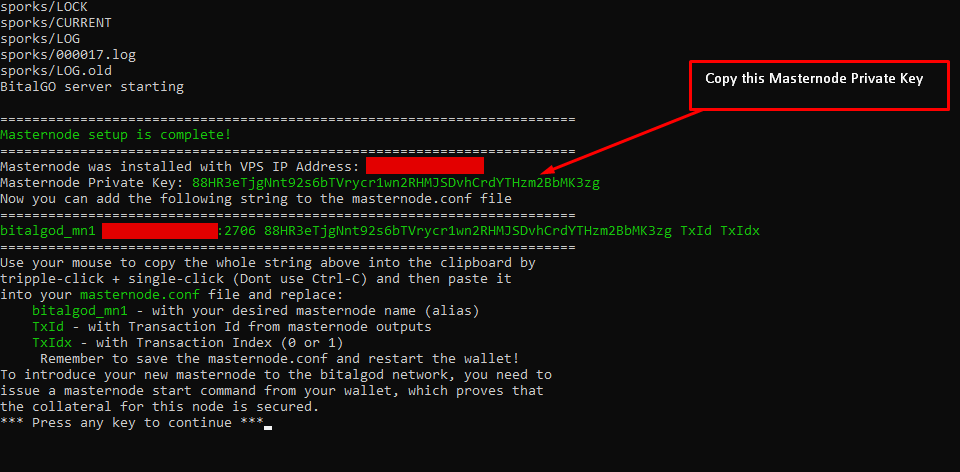 sporks/LOCK
sporks/CURRENT
sporks/LOG
sporks/000017.log
sporks/LOG.old
BitalGO server starting
Copy this Masternode Private Key
================================================================
Masternode setup is complete!
================================================================
Masternode was installed with VPS IP Address:
Masternode Private Key: 88HR3eTjgNnt92s6bTVrycr1wn2RHMJSDvhCrdYTHzm2BbMK3zg
Now you can add the following string to the masternode.conf file
================================================================
bitalgod_mn1 :2706 88HR3eTjgNnt92s6bTVrycr1wn2RHMJSDvhCrdYTHzm2BbMK3zg TxId TxIdx
================================================================
Use your mouse to copy the whole string above into the clipboard by
tripple-click + single-click (Dont use Ctrl-C) and then paste it
into your masternode.conf file and replace:
    bitalgod_mn1 - with your desired masternode name (alias)
    TxId - with Transaction Id from masternode outputs
    TxIdx - with Transaction Index (0 or 1)
     Remember to save the masternode.conf and restart the wallet!
To introduce your new masternode to the bitalgod network, you need to
issue a masternode start command from your wallet, which proves that
the collateral for this node is secured.
*** Press any key to continue ***